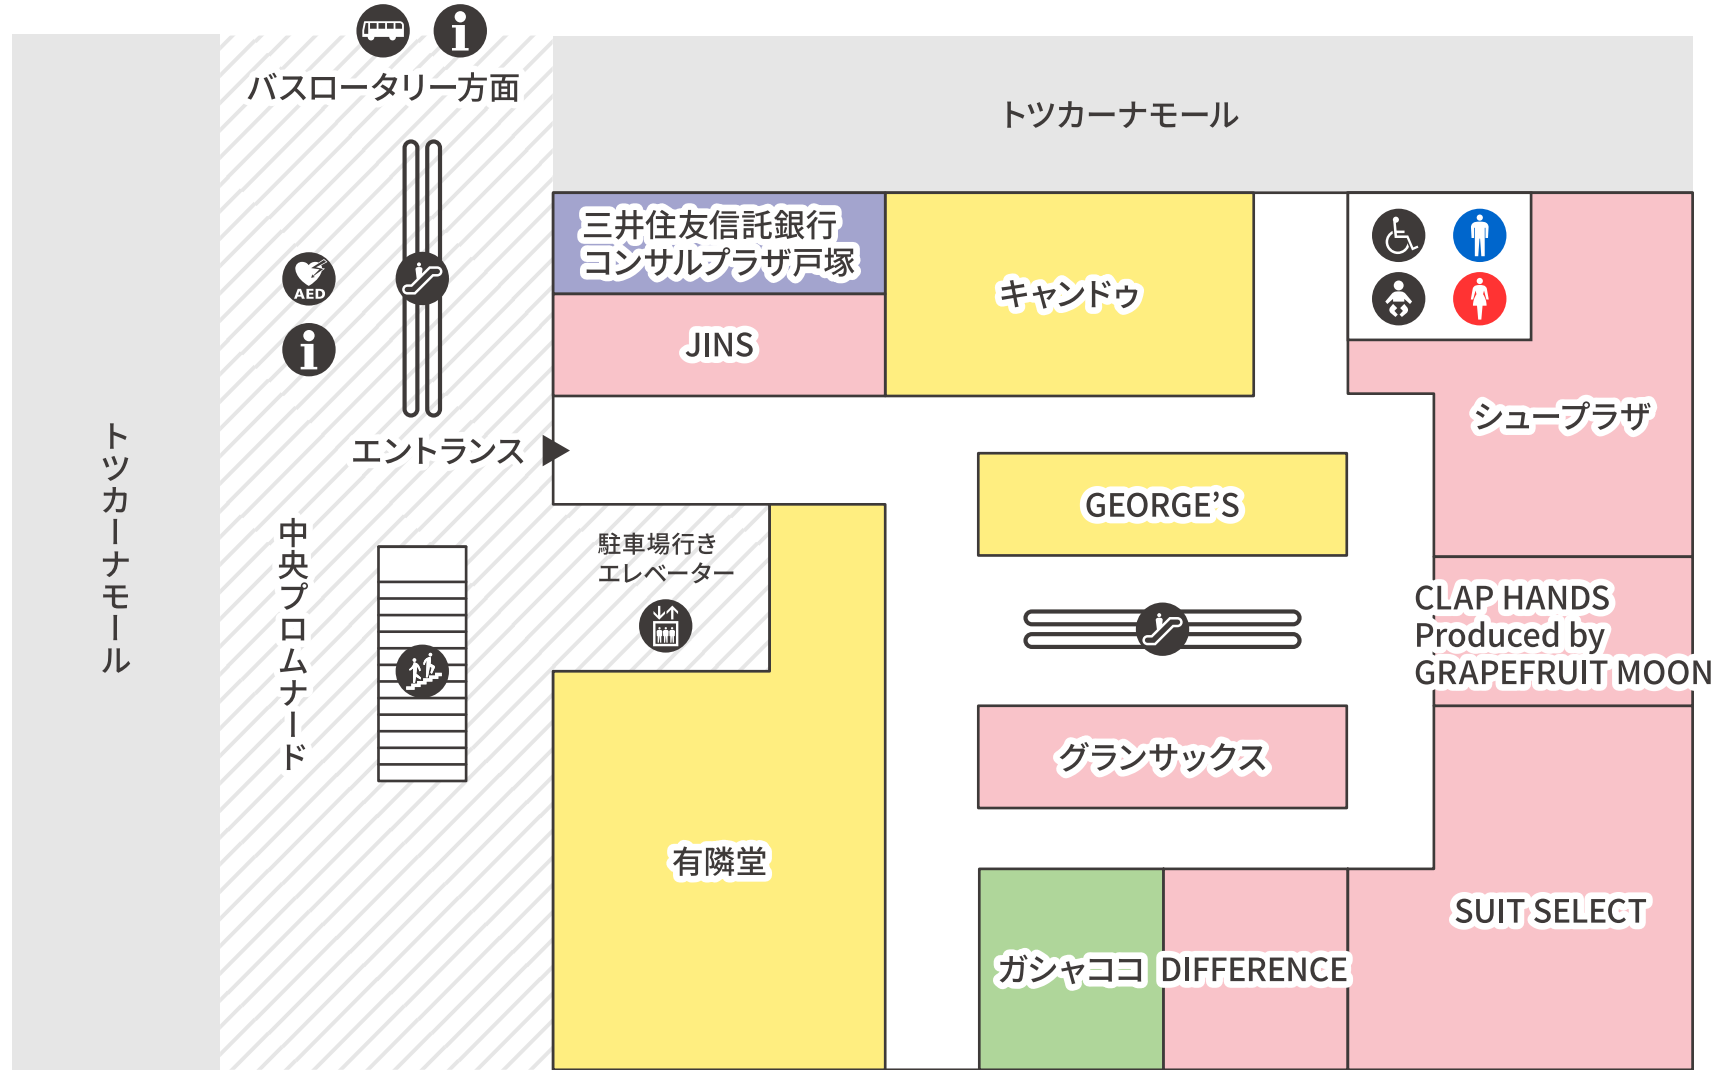 バスロータリー方面
トツカーナモール
三井住友信託銀行
コンサルプラザ戸塚
キャンドゥ
AED
JINS
シュープラザ
エントランス
トツカーナモール
GEORGE’S
中央プロムナード
駐車場行き
エレベーター
CLAP HANDS
Produced by
GRAPEFRUIT MOON
グランサックス
有隣堂
SUIT SELECT
ガシャココ
DIFFERENCE